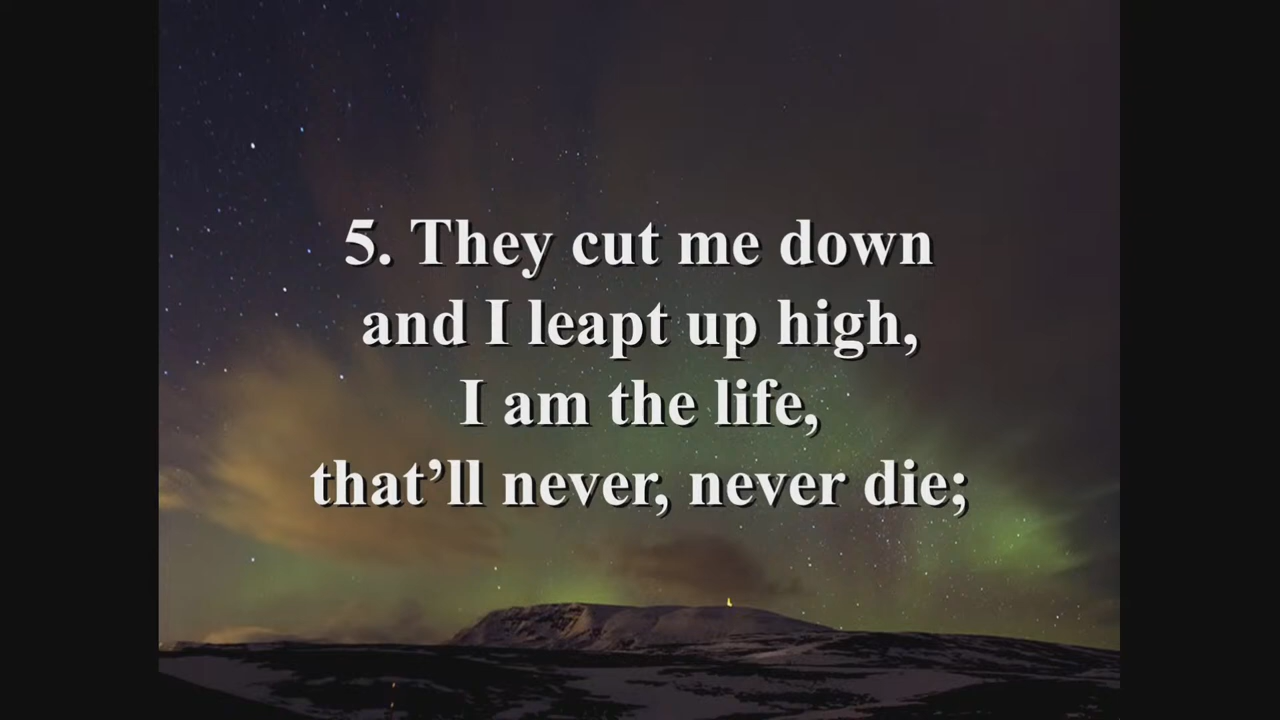 5. They cut me down
and I leapt up high,
I am the life,
that’ll never, never die;